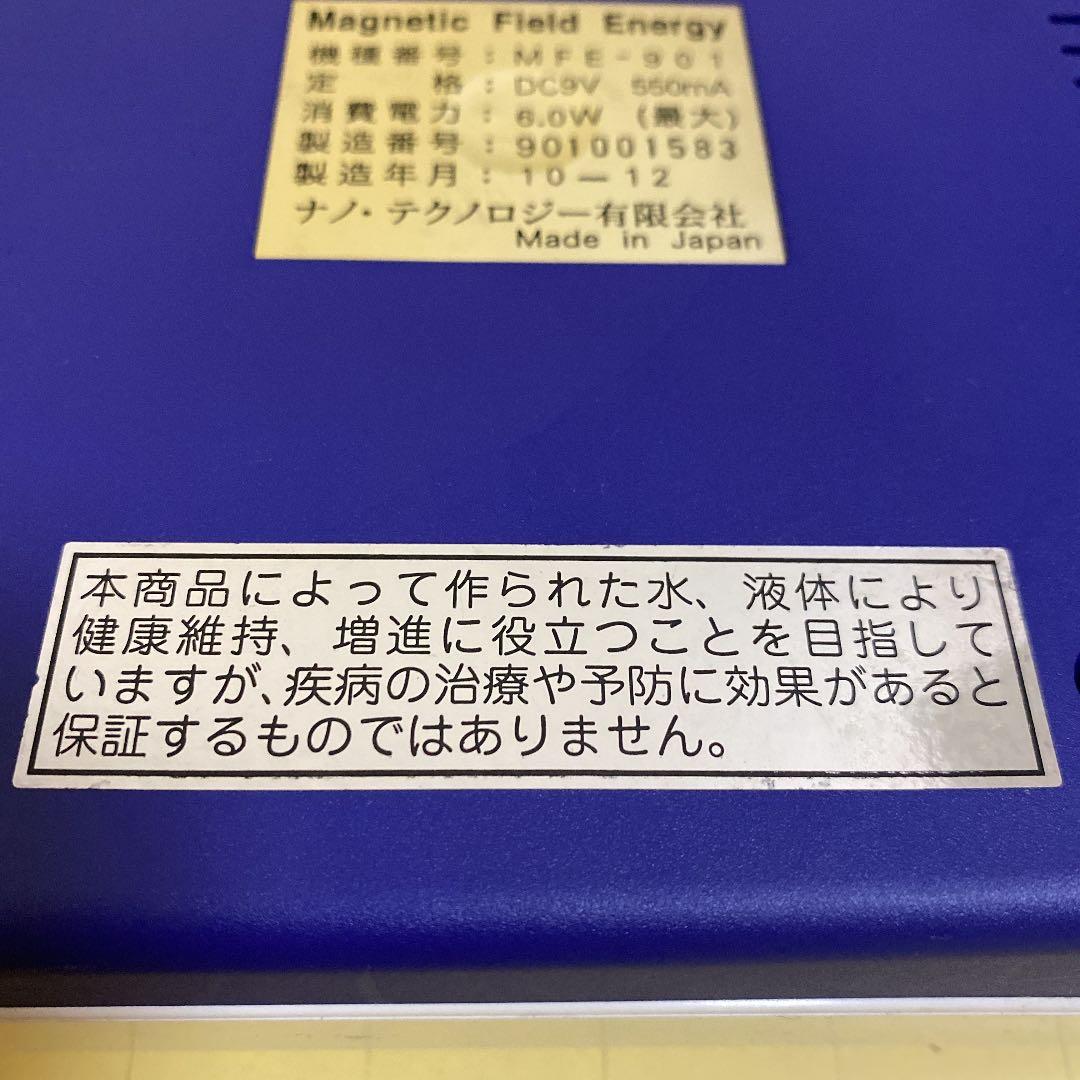 Magnetic Field Energy
機種番号:MFE-901
定 格:DC9V 550mA
消費電力:6.0W (最大)
製造番号:901001583
製造年月:10-12
ナノ・テクノロジー有限会社
Made in Japan
本商品によって作られた水、液体により
健康維持、増進に役立つことを目指して
いますが、疾病の治療や予防に効果があると
保証するものではありません。